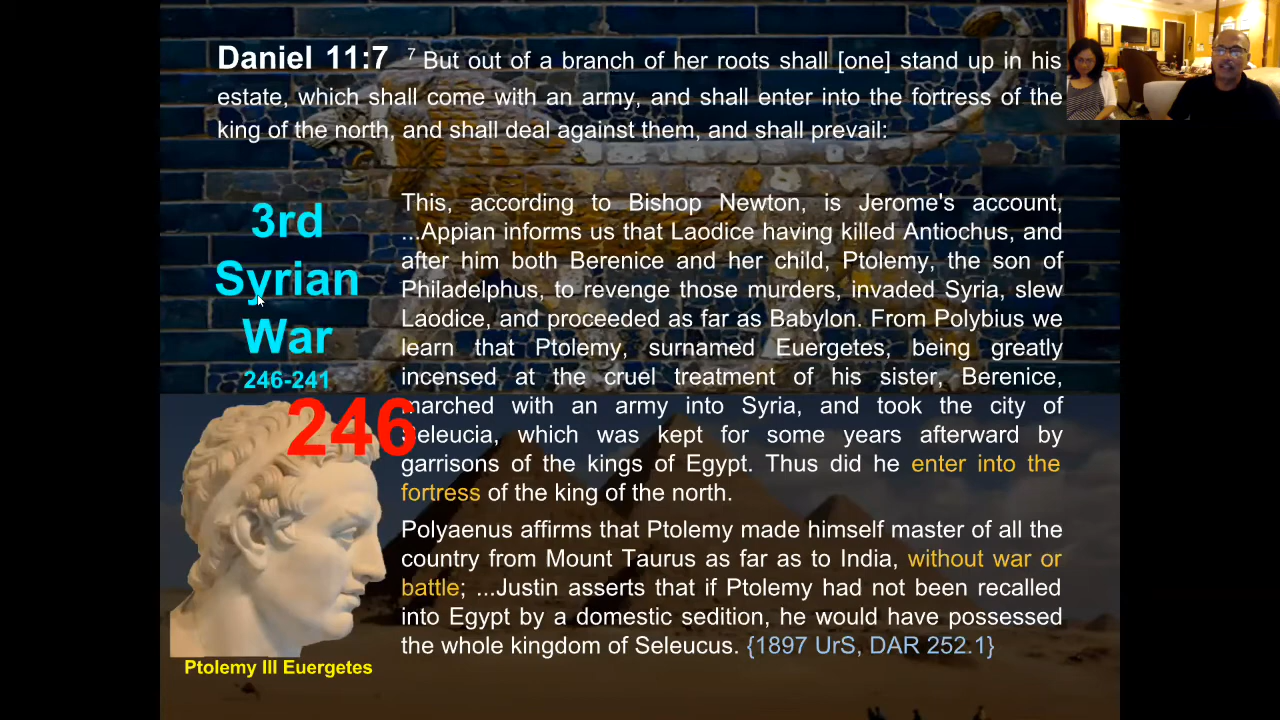 Daniel 11:7 7 But out of a branch of her roots shall [one] stand up in his
estate, which shall come with an army, and shall enter into the fortress of the
king of the north, and shall deal against them, and shall prevail:
3rd
Syrian
War
246-241
246
Ptolemy III Euergetes
This, according to Bishop Newton, is Jerome's account,
...Appian informs us that Laodice having killed Antiochus, and
after him both Berenice and her child, Ptolemy, the son of
Philadelphus, to revenge those murders, invaded Syria, slew
Laodice, and proceeded as far as Babylon. From Polybius we
learn that Ptolemy, surnamed Euergetes, being greatly
incensed at the cruel treatment of his sister, Berenice,
marched with an army into Syria, and took the city of
Seleucia, which was kept for some years afterward by
garrisons of the kings of Egypt. Thus did he enter into the
fortress of the king of the north.
Polyaenus affirms that Ptolemy made himself master of all the
country from Mount Taurus as far as to India, without war or
battle; ...Justin asserts that if Ptolemy had not been recalled
into Egypt by a domestic sedition, he would have possessed
the whole kingdom of Seleucus. {1897 UrS, DAR 252.1}